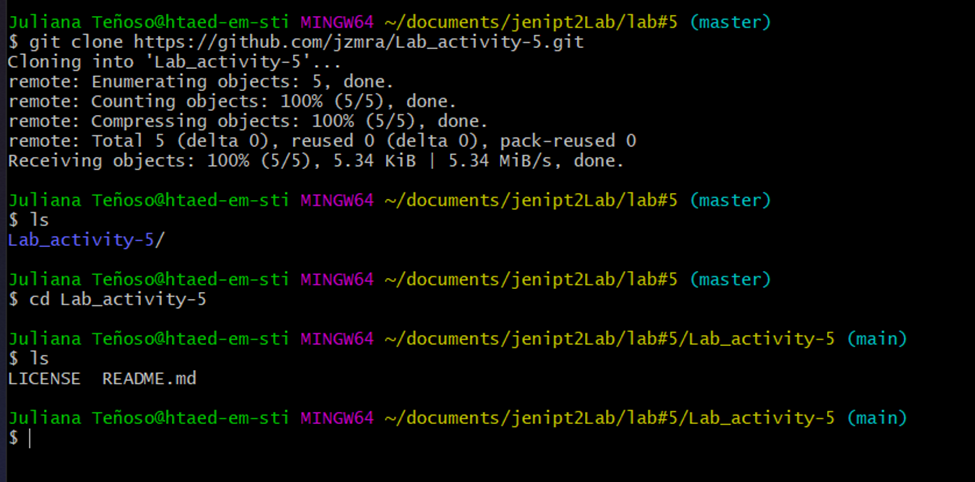 Juliana Teñoso@htaed-em-sti MINGW64 ~/documents/jenipt2Lab/lab#5 (master)
$ git clone https://github.com/jzmra/Lab_activity-5.git
Cloning into 'Lab_activity-5'...
remote: Enumerating objects: 5, done.
remote: Counting objects: 100% (5/5), done.
remote: Compressing objects: 100% (5/5), done.
remote: Total 5 (delta 0), reused 0 (delta 0), pack-reused 0
Receiving objects: 100% (5/5), 5.34 KiB | 5.34 MiB/s, done.
Juliana Teñoso@htaed-em-sti MINGW64 ~/documents/jenipt2Lab/lab#5 (master)
$ ls
Lab_activity-5/
Juliana Teñoso@htaed-em-sti MINGW64 ~/documents/jenipt2Lab/lab#5 (master)
$ cd Lab_activity-5
Juliana Teñoso@htaed-em-sti MINGW64 ~/documents/jenipt2Lab/lab#5/Lab_activity-5 (main)
$ ls
LICENSE  README.md
Juliana Teñoso@htaed-em-sti MINGW64 ~/documents/jenipt2Lab/lab#5/Lab_activity-5 (main)
$